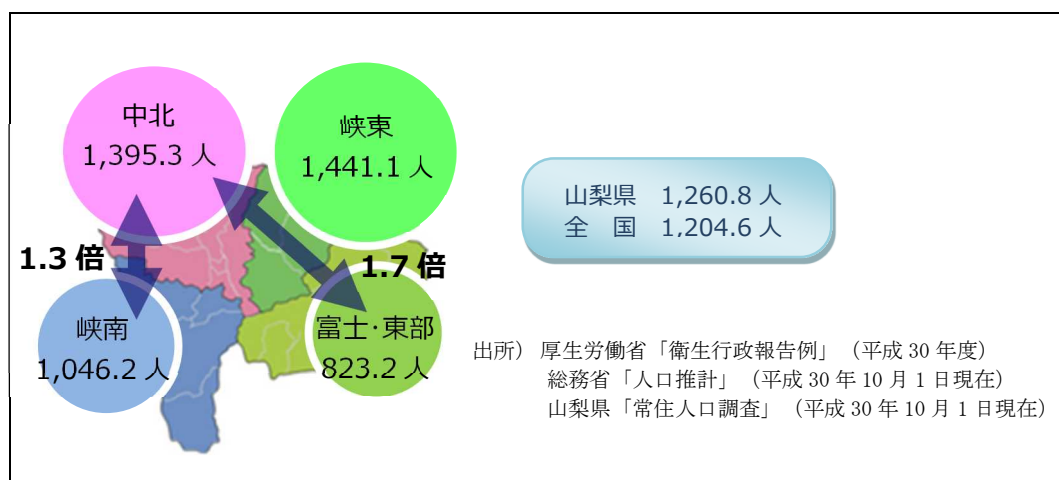 中北
1,395.3 人
峡東
1,441.1 人
1.3 倍
1.7 倍
峡南
1,046.2 人
富士・東部
823.2 人
山梨県　1,260.8 人
全　国　1,204.6 人
出所） 厚生労働省「衛生行政報告例」（平成 30 年度）
総務省「人口推計」（平成 30 年 10 月 1 日現在）
山梨県「常住人口調査」（平成 30 年 10 月 1 日現在）